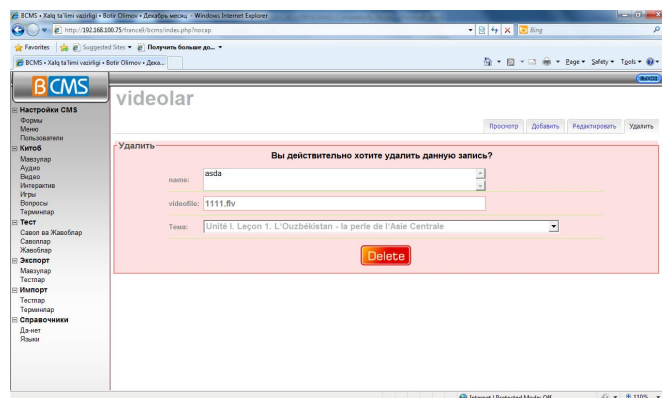 BCMS • Xalq ta'limi vazirligi • Botir Olimov • Декабрь месяц - Windows Internet Explorer
http://192.168.100.75/france9/bcms/index.php?nocap
Bing
Favorites Suggested Sites Получить больше до...
BCMS • Xalq ta'limi vazirligi • Botir Olimov • Дека...
Page Safety Tools
ВЫХОД
BCMS
videolar
Просмотр Добавить Редактировать Удалить
Настройки CMS
Формы
Меню
Пользователи
Китоб
Мавзулар
Аудио
Видео
Интерактив
Игры
Вопросы
Терминлар
Тест
Савол ва Жавоблар
Саволлар
Жавоблар
Экспорт
Мавзулар
Тестлар
Импорт
Тестлар
Терминлар
Справочники
Да-нет
Языки
Удалить
Вы действительно хотите удалить данную запись?
name: asda
videofile: 1111.flv
Тема: Unité I. Leçon 1. L'Ouzbékistan - la perle de l'Asie Centrale
Delete
Internet | Protected Mode: Off
110%